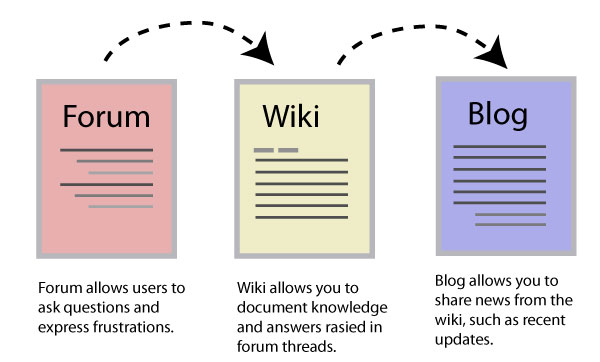 Forum
Wiki
Blog
Forum allows users to
ask questions and
express frustrations.
Wiki allows you to
document knowledge
and answers rasied in
forum threads.
Blog allows you to
share news from the
wiki, such as recent
updates.